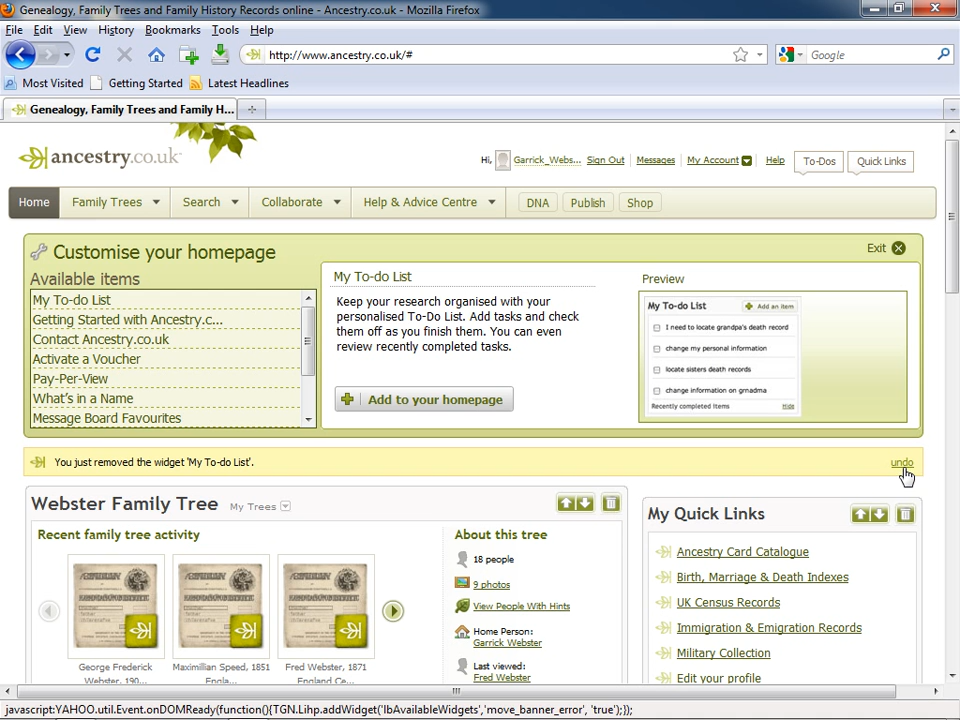 Genealogy, Family Trees and Family History Records online - Ancestry.co.uk - Mozilla Firefox
File Edit View History Bookmarks Tools Help
http://www.ancestry.co.uk/#
Google
Most Visited Getting Started Latest Headlines
Genealogy, Family Trees and Family H...
ancestry.co.uk
Hi, Garrick_Webs... Sign Out Messages My Account Help To-Dos Quick Links
Home Family Trees Search Collaborate Help & Advice Centre DNA Publish Shop
Customise your homepage
Exit
Available items
My To-do List
Getting Started with Ancestry.c...
Contact Ancestry.co.uk
Activate a Voucher
Pay-Per-View
What's in a Name
Message Board Favourites
My To-do List
Keep your research organised with your
personalised To-Do List. Add tasks and check
them off as you finish them. You can even
review recently completed tasks.
Add to your homepage
Preview
My To-do List Add an item
I need to locate grandpa's death record
change my personal information
locate sisters death records
change information on grnadma
Recently completed items Hide
You just removed the widget 'My To-do List'.
undo
Webster Family Tree My Trees
Recent family tree activity
George Frederick
Webster, 190...
Maximilian Speed, 1851
Engla...
Fred Webster, 1871
England Ce...
About this tree
18 people
9 photos
View People With Hints
Home Person:
Garrick Webster
Last viewed:
Fred Webster
My Quick Links
Ancestry Card Catalogue
Birth, Marriage & Death Indexes
UK Census Records
Immigration & Emigration Records
Military Collection
Edit your profile
javascript:YAHOO.util.Event.onDOMReady(function(){TGN.Lihp.addWidget('lbAvailableWidgets','move_banner_error', 'true');});